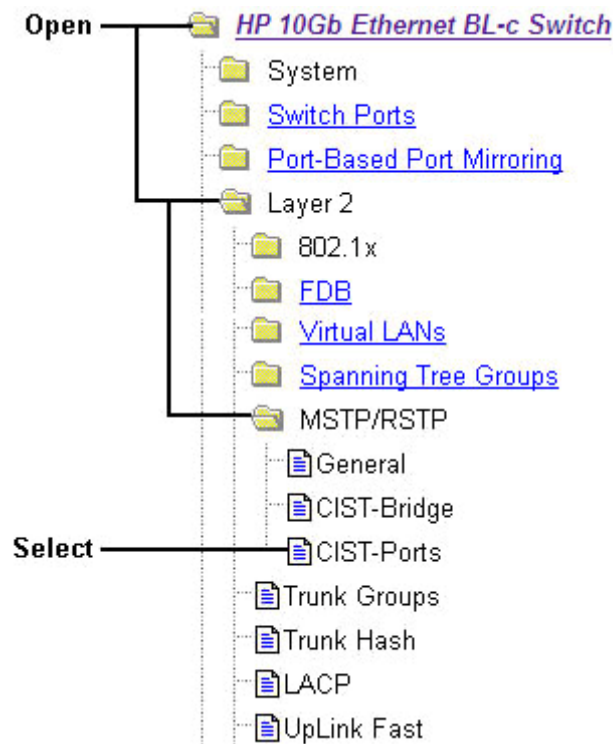 Open HP 10Gb Ethernet BL-c Switch
System
Switch Ports
Port-Based Port Mirroring
Layer 2
802.1x
FDB
Virtual LANs
Spanning Tree Groups
MSTP/RSTP
General
CIST-Bridge
Select CIST-Ports
Trunk Groups
Trunk Hash
LACP
UpLink Fast